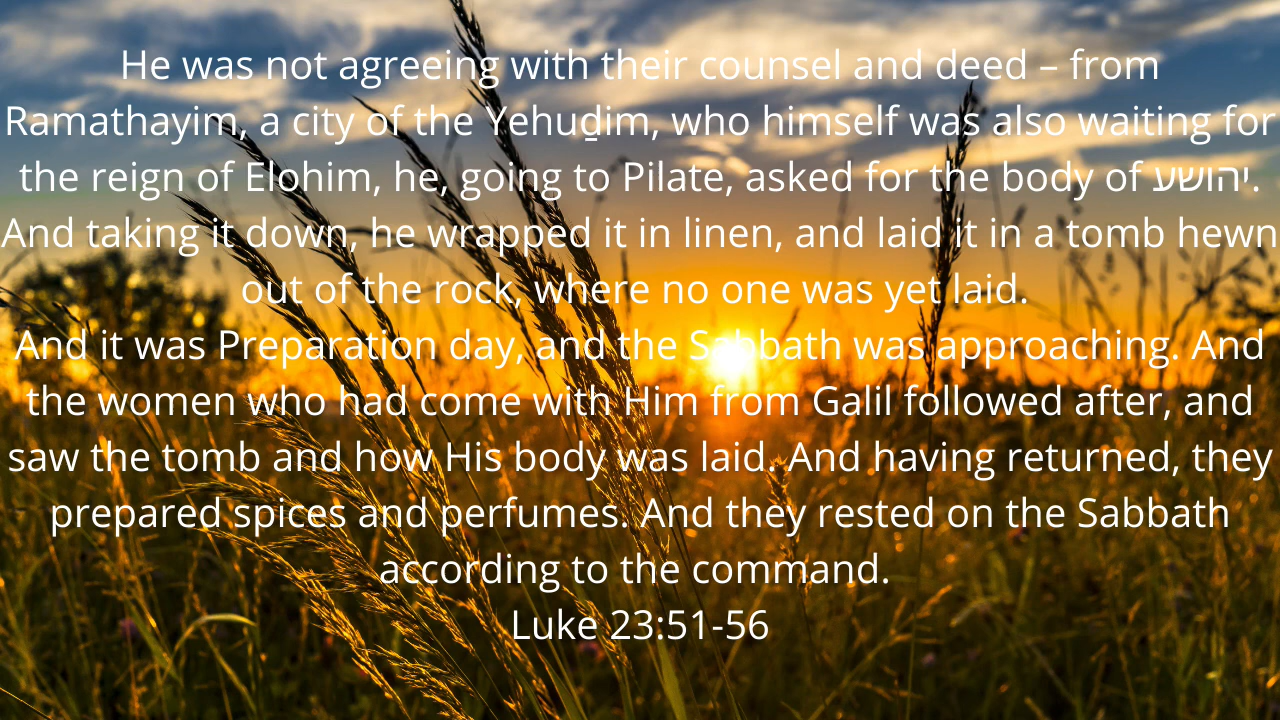 He was not agreeing with their counsel and deed – from
Ramathayim, a city of the Yehuḏim, who himself was also waiting for
the reign of Elohim, he, going to Pilate, asked for the body of יהושע.
And taking it down, he wrapped it in linen, and laid it in a tomb hewn
out of the rock, where no one was yet laid.
And it was Preparation day, and the Sabbath was approaching. And
the women who had come with Him from Galil followed after, and
saw the tomb and how His body was laid. And having returned, they
prepared spices and perfumes. And they rested on the Sabbath
according to the command.
Luke 23:51-56